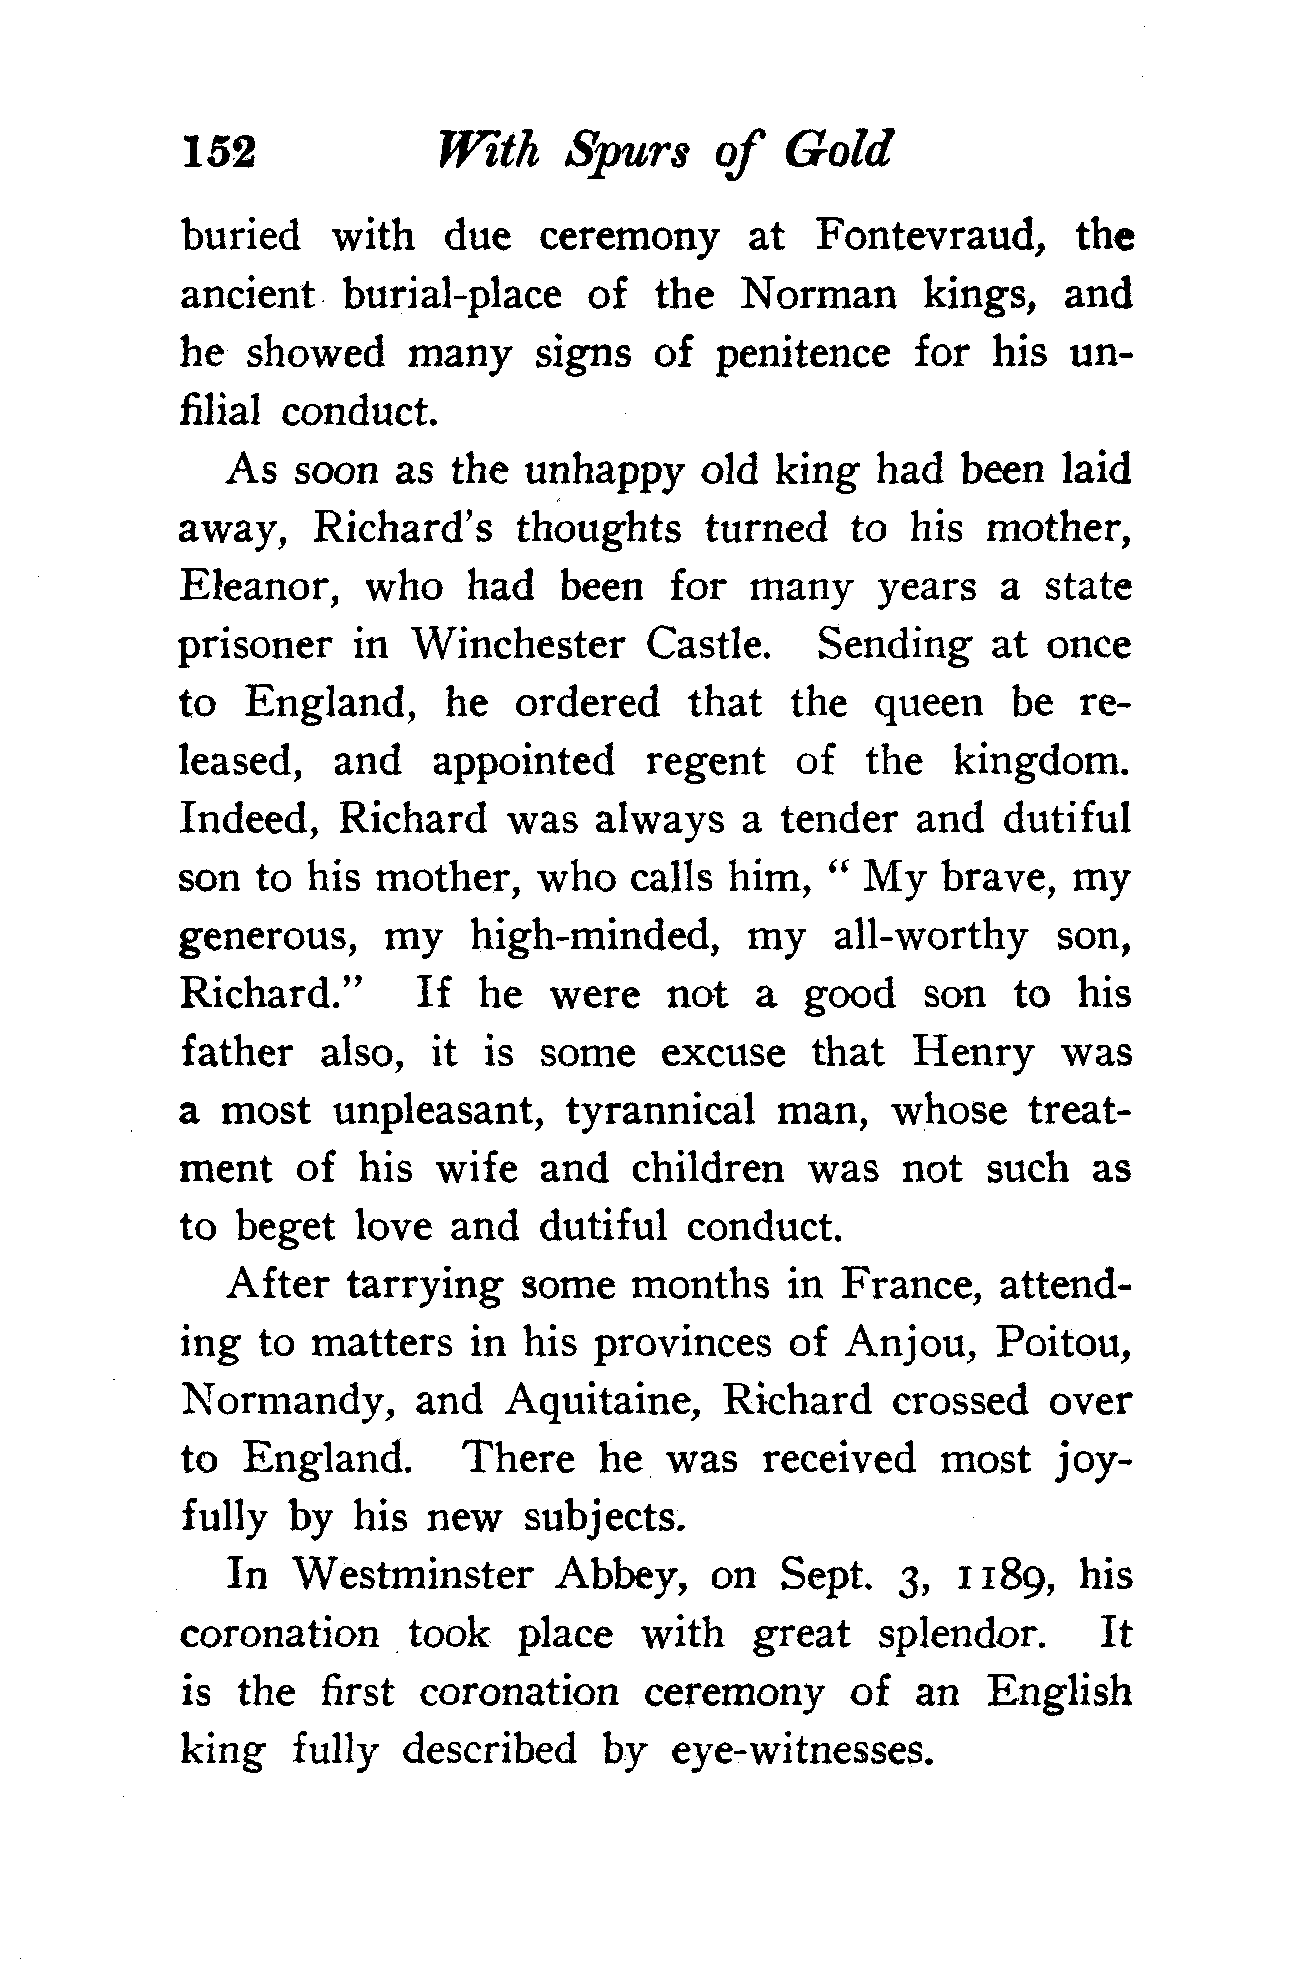 152 With Spurs of Gold
buried with due ceremony at Fontevraud, the
ancient burial-place of the Norman kings, and
he showed many signs of penitence for his un-
filial conduct.
As soon as the unhappy old king had been laid
away, Richard's thoughts turned to his mother,
Eleanor, who had been for many years a state
prisoner in Winchester Castle. Sending at once
to England, he ordered that the queen be re-
leased, and appointed regent of the kingdom.
Indeed, Richard was always a tender and dutiful
son to his mother, who calls him, “ My brave, my
generous, my high-minded, my all-worthy son,
Richard.” If he were not a good son to his
father also, it is some excuse that Henry was
a most unpleasant, tyrannical man, whose treat-
ment of his wife and children was not such as
to beget love and dutiful conduct.
After tarrying some months in France, attend-
ing to matters in his provinces of Anjou, Poitou,
Normandy, and Aquitaine, Richard crossed over
to England. There he was received most joy-
fully by his new subjects.
In Westminster Abbey, on Sept. 3, 1189, his
coronation took place with great splendor. It
is the first coronation ceremony of an English
king fully described by eye-witnesses.